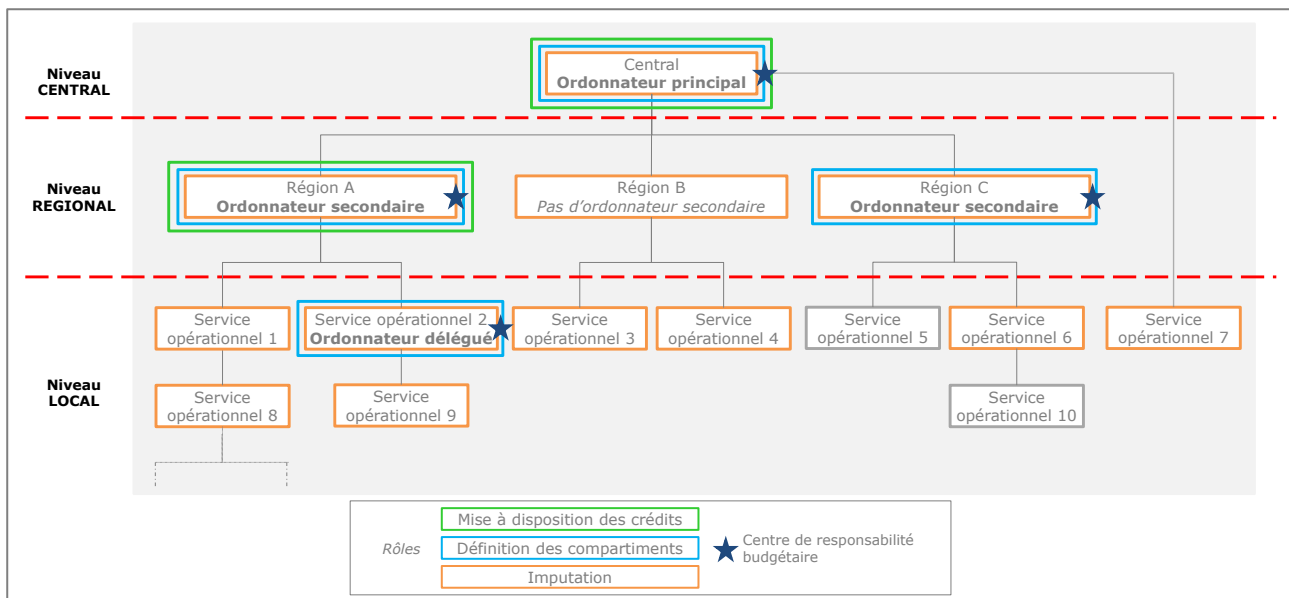 Niveau
CENTRAL
Central
Ordonnateur principal
Niveau
REGIONAL
Région A
Ordonnateur secondaire
Région B
Pas d’ordonnateur secondaire
Région C
Ordonnateur secondaire
Niveau
LOCAL
Service
opérationnel 1
Service opérationnel 2
Ordonnateur délégué
Service
opérationnel 3
Service
opérationnel 4
Service
opérationnel 5
Service
opérationnel 6
Service
opérationnel 7
Service
opérationnel 8
Service
opérationnel 9
Service
opérationnel 10
Rôles
Mise à disposition des crédits
Définition des compartiments
Imputation
Centre de responsabilité
budgétaire